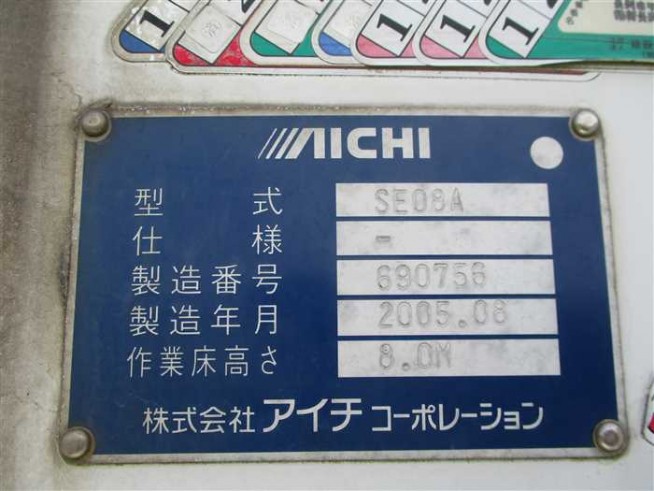 AICHI
型式 SE08A
仕様 -
製造番号 690756
製造年月 2005.08
作業床高さ 8.0M
株式会社 アイチ コーポレーション